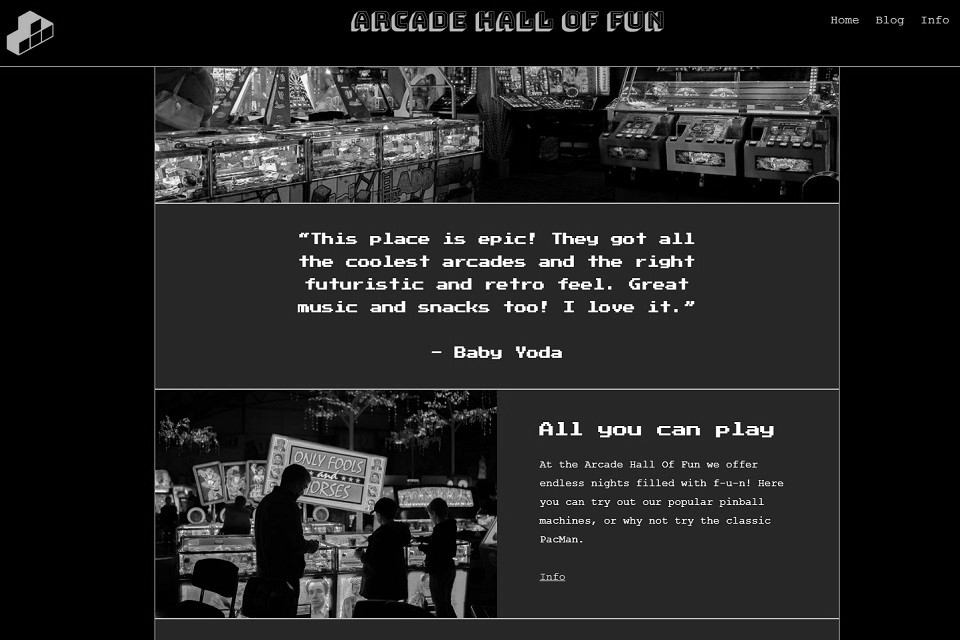 ARCADE HALL OF FUN
Home Blog Info
“This place is epic! They got all
the coolest arcades and the right
futuristic and retro feel. Great
music and snacks too! I love it.”
- Baby Yoda
ONLY FOOLS
and
HORSES
All you can play
At the Arcade Hall Of Fun we offer
endless nights filled with f-u-n! Here
you can try out our popular pinball
machines, or why not try the classic
PacMan.
Info